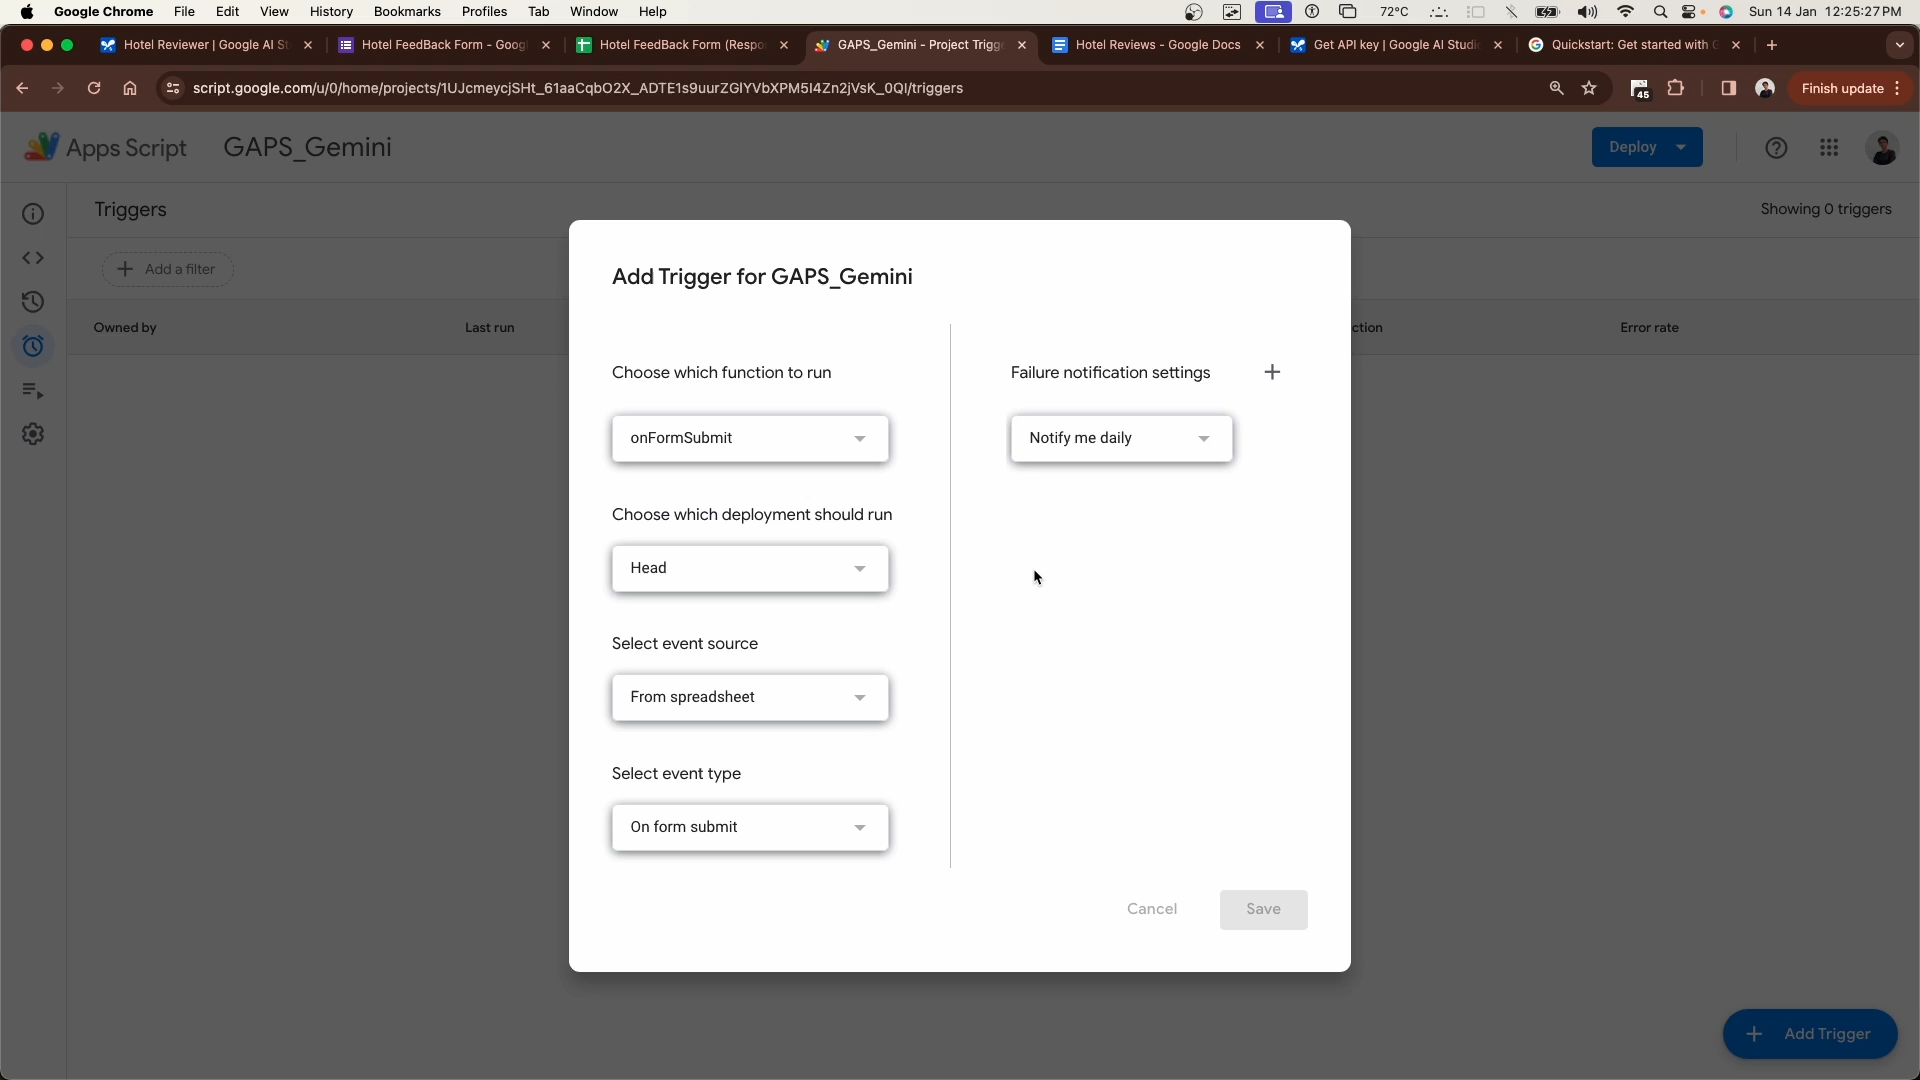 Google Chrome File Edit View History Bookmarks Profiles Tab Window Help 72°C Sun 14 Jan 12:25:27 PM
Hotel Reviewer | Google AI St Hotel FeedBack Form - Goog Hotel FeedBack Form (Respo GAPS_Gemini - Project Trigge Hotel Reviews - Google Docs Get API key | Google AI Studi Quickstart: Get started with G
script.google.com/u/0/home/projects/1UJcmeycjSHt_61aaCqbO2X_ADTE1s9uurZGlYVbXPM5I4Zn2jVsK_0QI/triggers 45 Finish update
Apps Script GAPS_Gemini Deploy
Triggers Showing 0 triggers
Add a filter
Owned by Last run ction Error rate
Add Trigger for GAPS_Gemini
Choose which function to run
onFormSubmit
Choose which deployment should run
Head
Select event source
From spreadsheet
Select event type
On form submit
Failure notification settings
Notify me daily
Cancel Save
Add Trigger